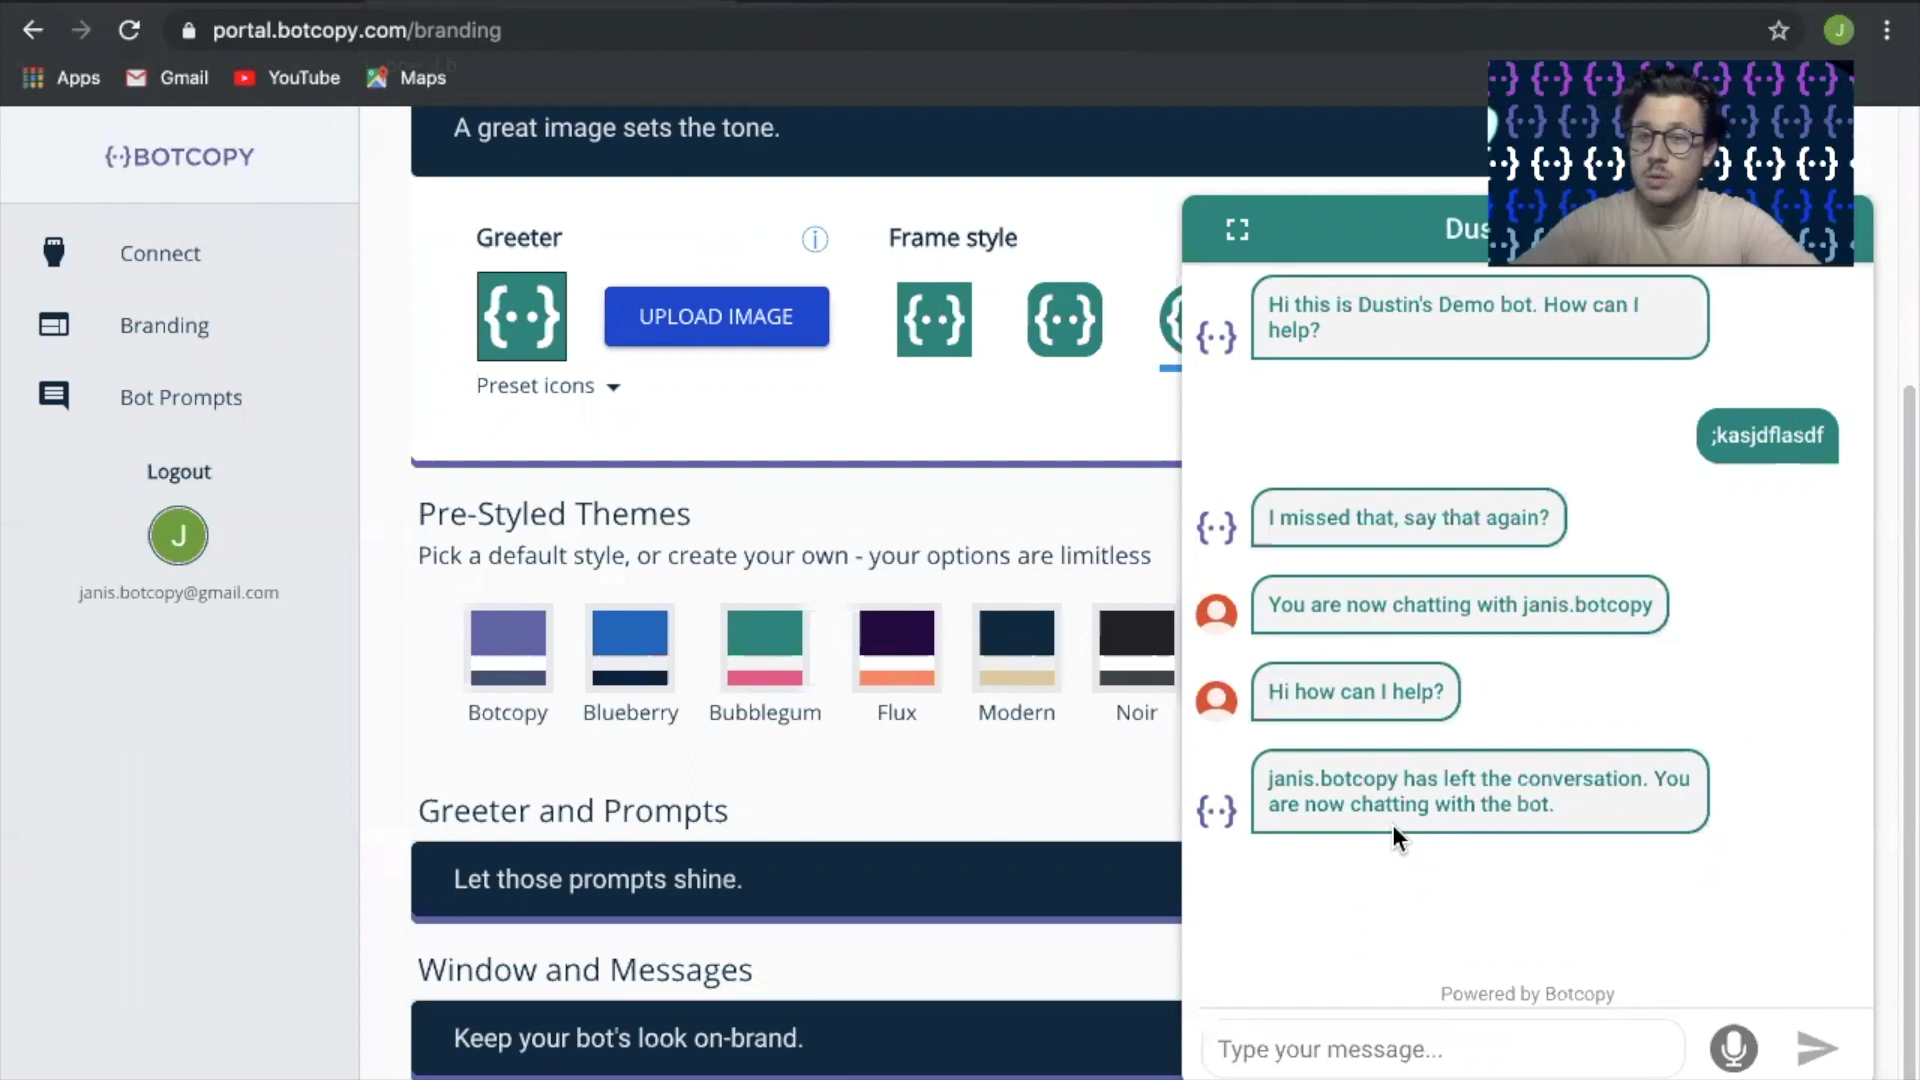 portal.botcopy.com/branding
J
Apps
Gmail
YouTube
Maps
{··}BOTCOPY
Connect
Branding
Bot Prompts
Logout
J
janis.botcopy@gmail.com
A great image sets the tone.
Greeter
Frame style
UPLOAD IMAGE
Preset icons
Pre-Styled Themes
Pick a default style, or create your own - your options are limitless
Botcopy
Blueberry
Bubblegum
Flux
Modern
Noir
Greeter and Prompts
Let those prompts shine.
Window and Messages
Keep your bot's look on-brand.
Dus
Hi this is Dustin's Demo bot. How can I
help?
;kasjdflasdf
I missed that, say that again?
You are now chatting with janis.botcopy
Hi how can I help?
janis.botcopy has left the conversation. You
are now chatting with the bot.
Powered by Botcopy
Type your message...